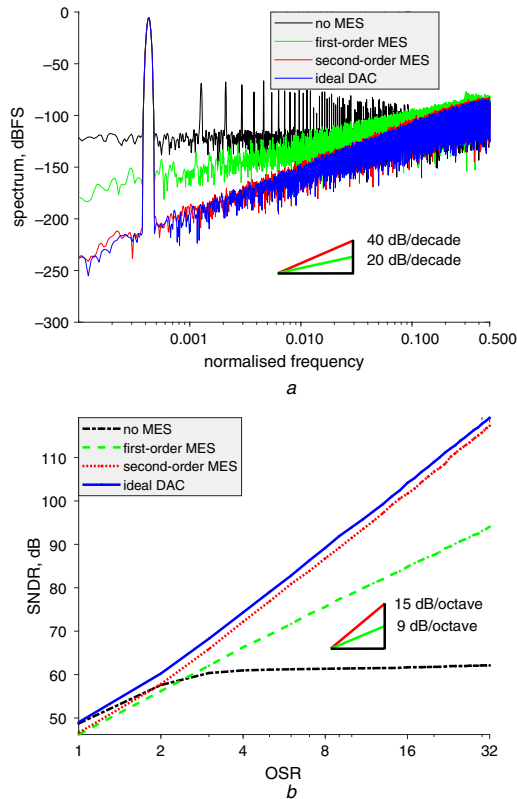 0
−50
−100
−150
−200
−250
−300
spectrum, dBFS
no MES
first-order MES
second-order MES
ideal DAC
40 dB/decade
20 dB/decade
0.001
0.010
0.100
0.500
normalised frequency
a
no MES
first-order MES
second-order MES
ideal DAC
110
100
90
80
70
60
50
SNDR, dB
15 dB/octave
9 dB/octave
1
2
4
8
16
32
OSR
b